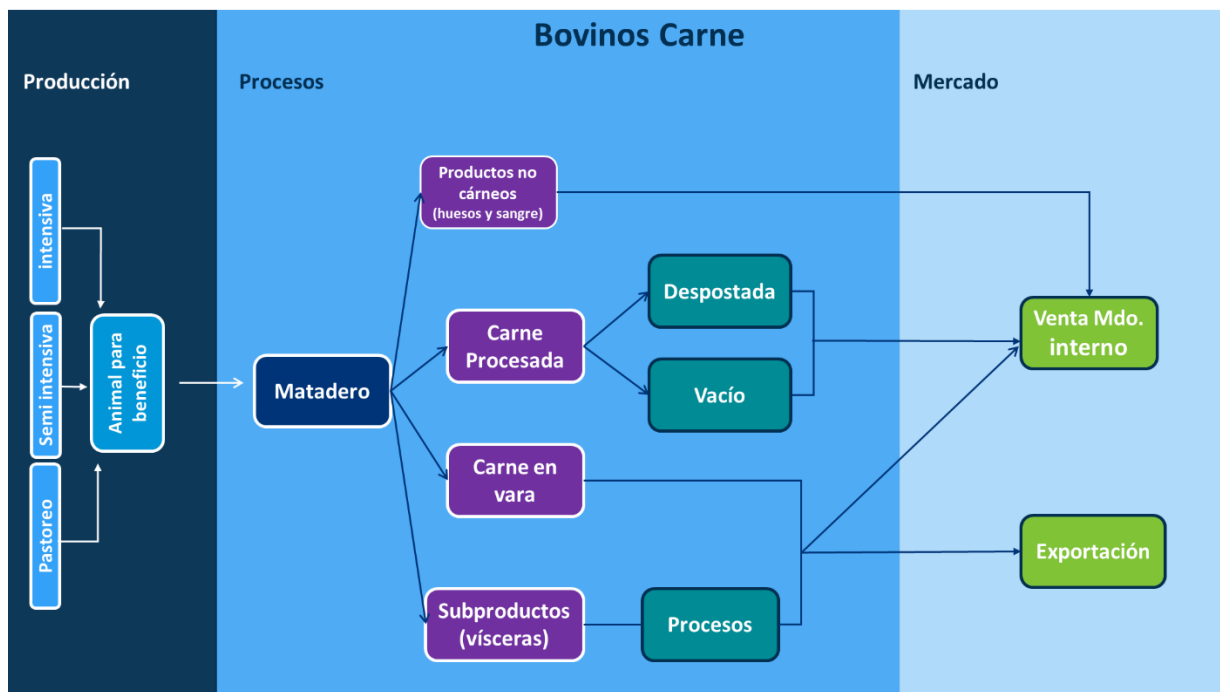 Bovinos Carne
Producción
Procesos
Mercado
intensiva
Semi intensiva
Pastoreo
Animal para
beneficio
Matadero
Productos no
cárneos
(huesos y sangre)
Carne
Procesada
Carne en
vara
Subproductos
(vísceras)
Despostada
Vacío
Procesos
Venta Mdo.
interno
Exportación